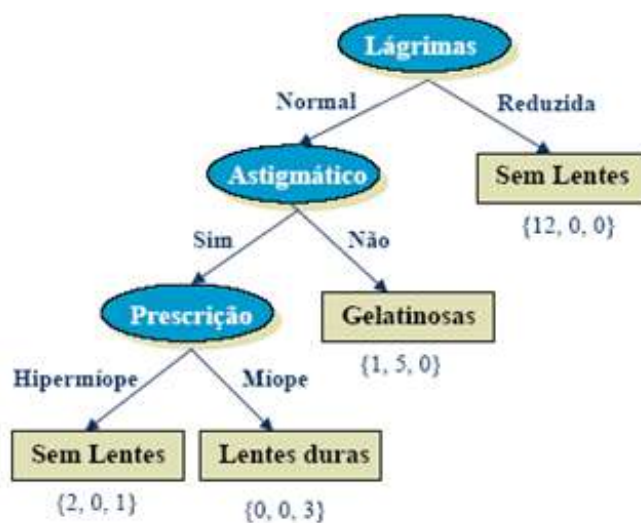 Lágrimas
Normal
Reduzida
Astigmático
Sem Lentes
{12, 0, 0}
Sim
Não
Prescrição
Gelatinosas
{1, 5, 0}
Hipermíope
Míope
Sem Lentes
Lentes duras
{2, 0, 1}
{0, 0, 3}